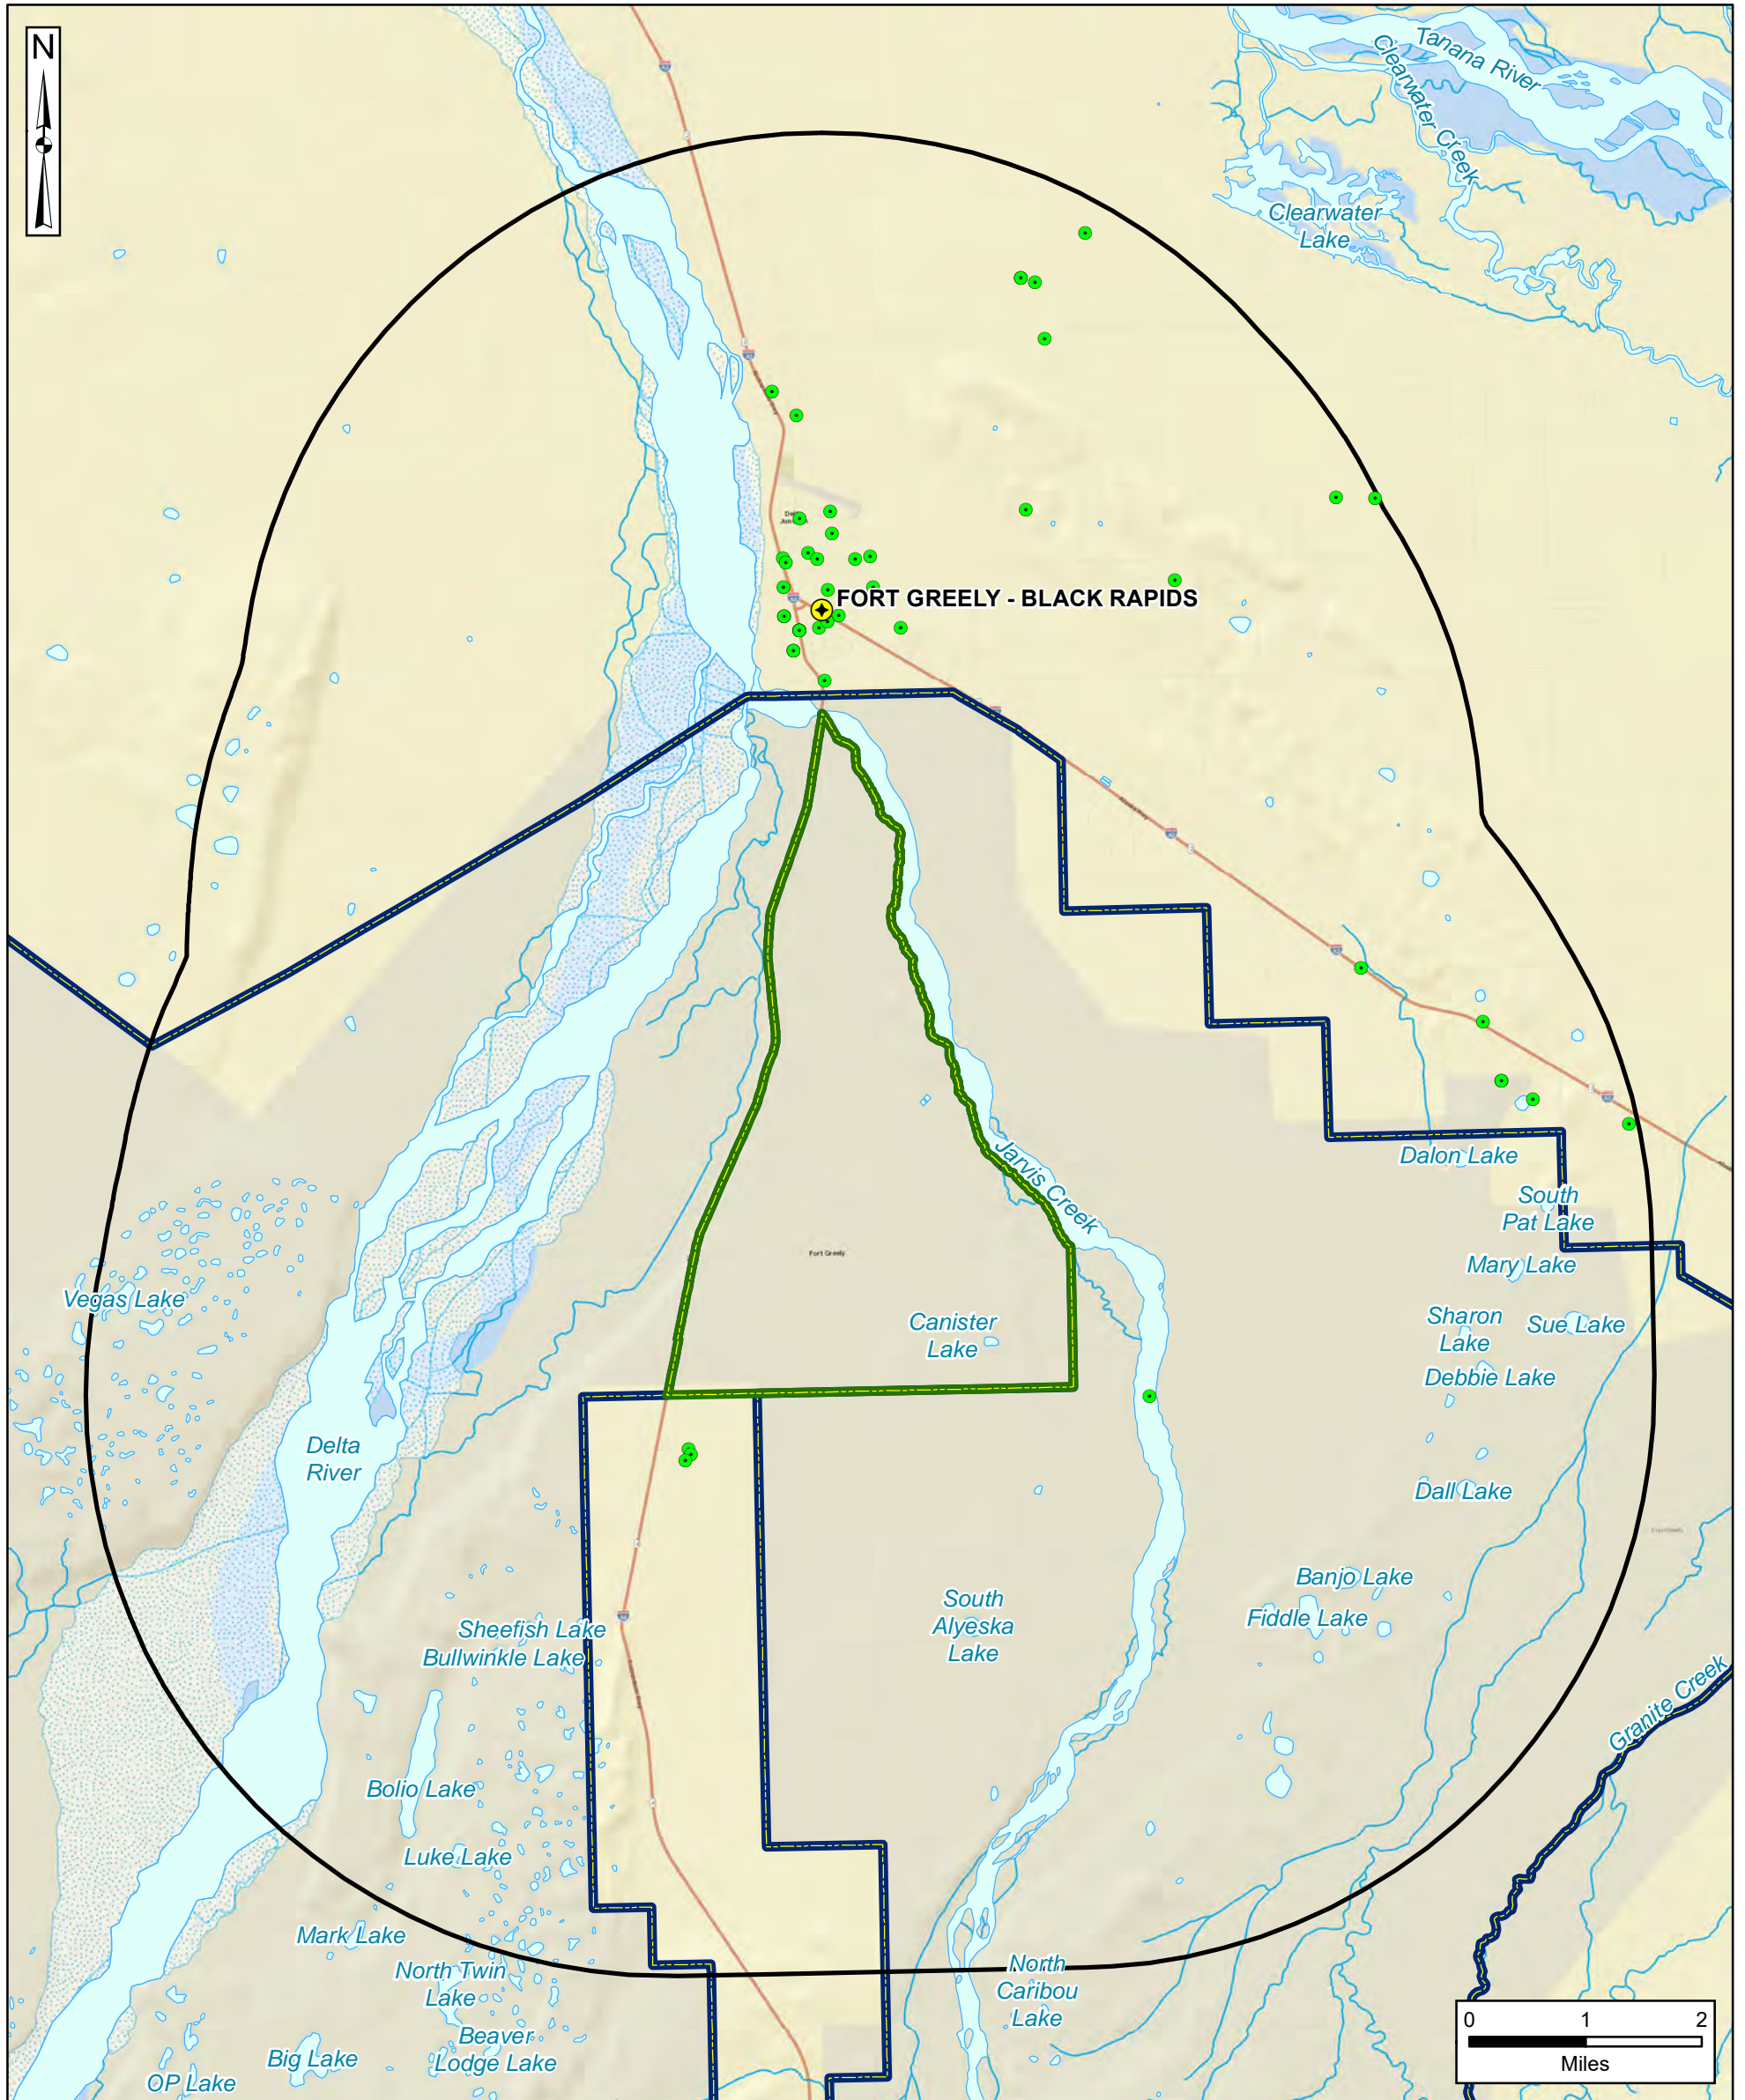 N
Tanana River
Clearwater Creek
Clearwater
Lake
FORT GREELY - BLACK RAPIDS
Jarvis Creek
Dalon Lake
South
Pat Lake
Mary Lake
Fort Greely
Vegas Lake
Canister
Lake
Sharon
Lake
Sue Lake
Debbie Lake
Delta
River
Dall Lake
Banjo Lake
Fiddle Lake
South
Alyeska
Lake
Sheefish Lake
Bullwinkle Lake
Granite Creek
Bolio Lake
Luke Lake
Mark Lake
North Twin
Lake
North
Caribou
Lake
Beaver
Lodge Lake
Big Lake
OP Lake
0 1 2
Miles